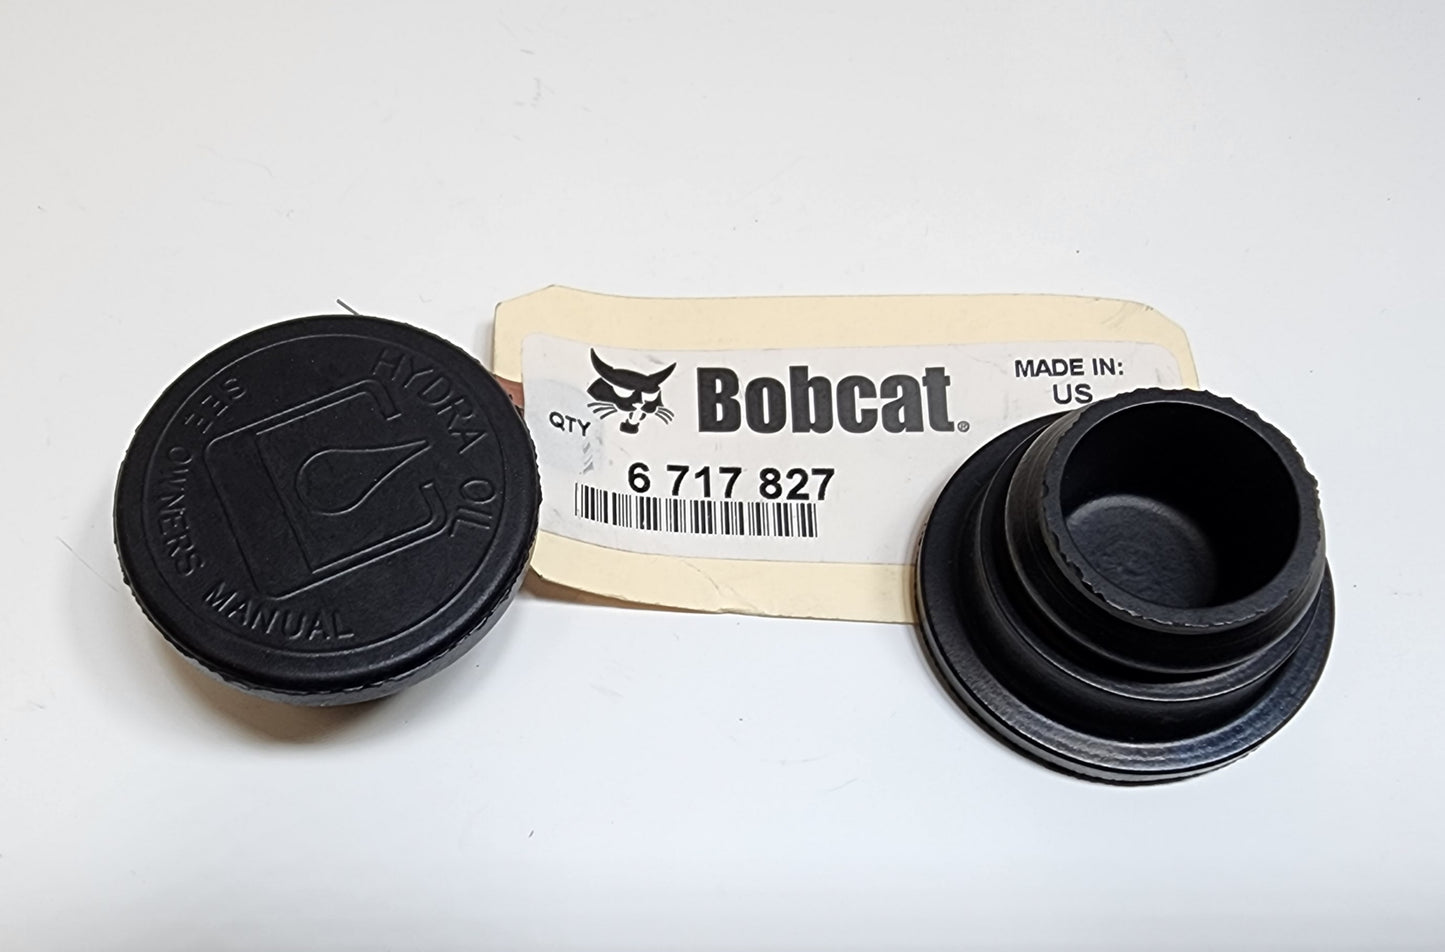 HYDRA OIL
SEE OWNERS MANUAL
Bobcat®
MADE IN:
US
QTY
6 717 827